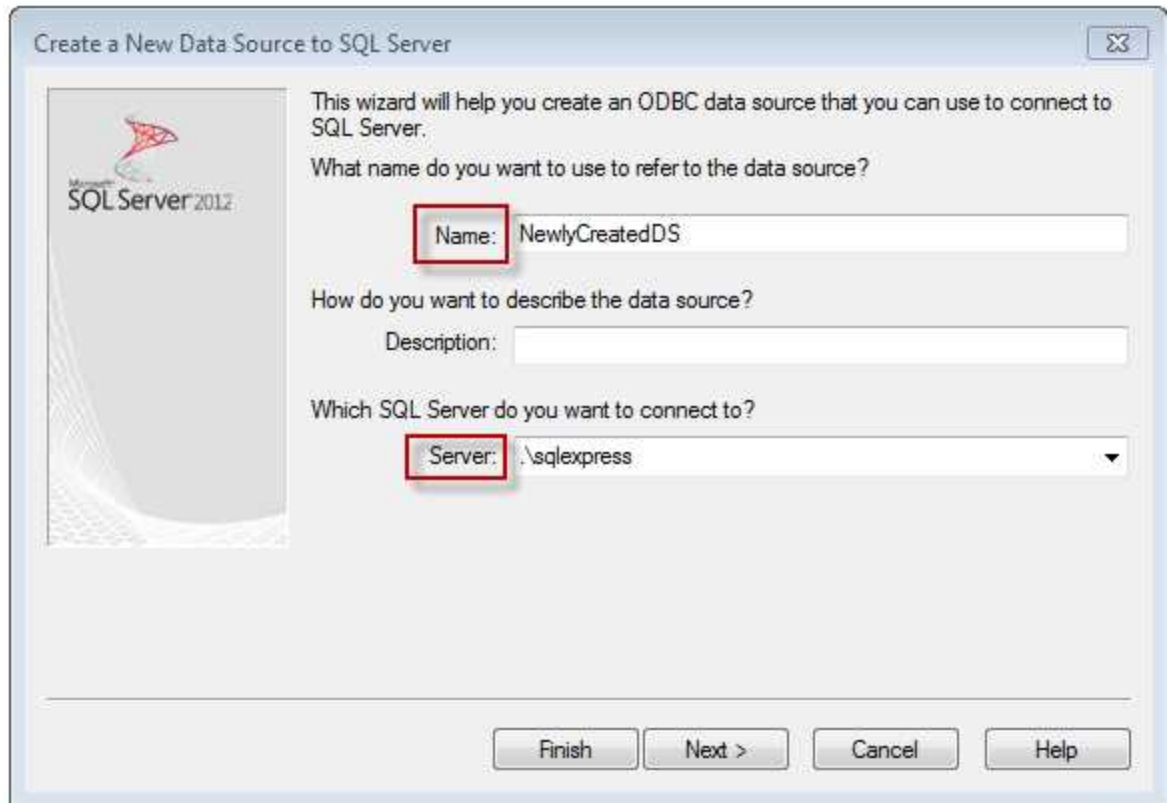 Create a New Data Source to SQL Server
This wizard will help you create an ODBC data source that you can use to connect to
SQL Server.
What name do you want to use to refer to the data source?
Microsoft
SQL Server 2012
Name: NewlyCreatedDS
How do you want to describe the data source?
Description:
Which SQL Server do you want to connect to?
Server: .\sqlexpress
Finish Next > Cancel Help